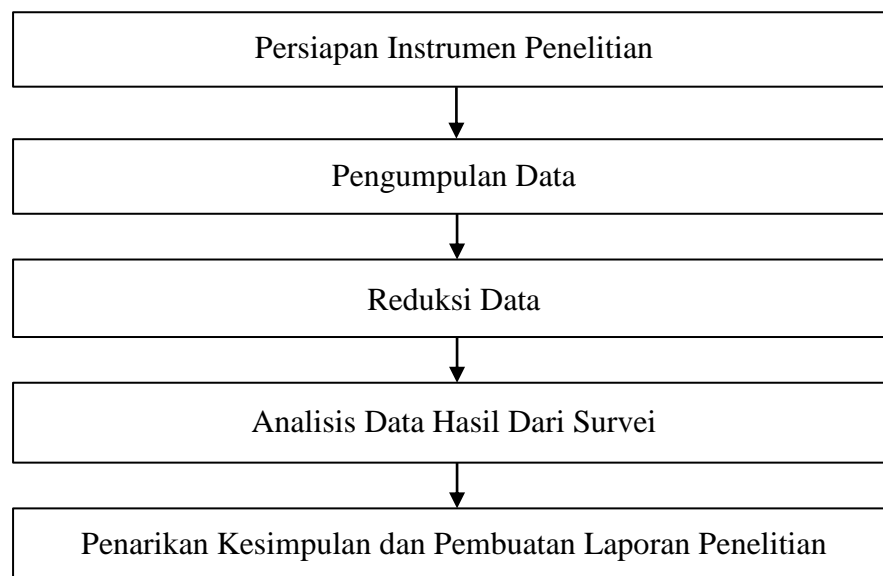 Persiapan Instrumen Penelitian
Pengumpulan Data
Reduksi Data
Analisis Data Hasil Dari Survei
Penarikan Kesimpulan dan Pembuatan Laporan Penelitian